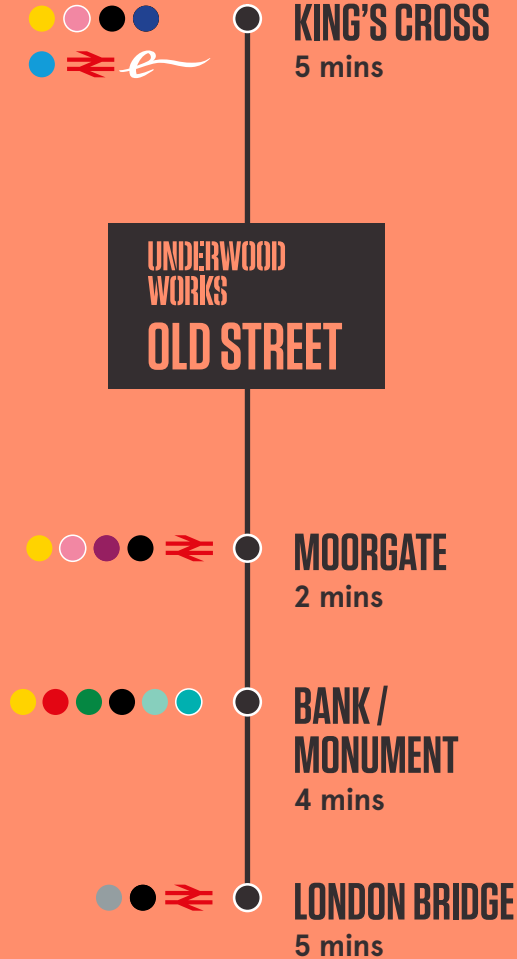 KING'S CROSS
5 mins
e
UNDERWOOD
WORKS
OLD STREET
MOORGATE
2 mins
BANK /
MONUMENT
4 mins
LONDON BRIDGE
5 mins